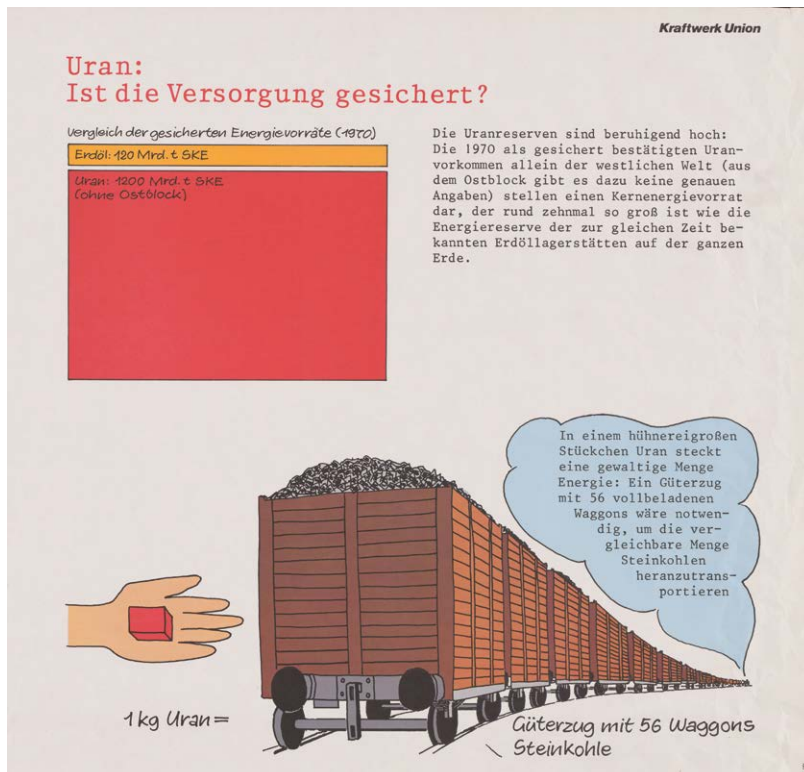 Kraftwerk Union
Uran:
Ist die Versorgung gesichert?
Vergleich der gesicherten Energievorräte (1970)
Erdöl: 120 Mrd. t SKE
Uran: 1200 Mrd. t SKE
(ohne Ostblock)
Die Uranreserven sind beruhigend hoch:
Die 1970 als gesichert bestätigten Uran-
vorkommen allein der westlichen Welt (aus
dem Ostblock gibt es dazu keine genauen
Angaben) stellen einen Kernenergievorrat
dar, der rund zehnmal so groß ist wie die
Energiereserve der zur gleichen Zeit be-
kannten Erdöllagerstätten auf der ganzen
Erde.
In einem hühnereigroßen
Stückchen Uran steckt
eine gewaltige Menge
Energie: Ein Güterzug
mit 56 vollbeladenen
Waggons wäre notwen-
dig, um die ver-
gleichbare Menge
Steinkohlen
heranzutrans-
portieren
1 kg Uran =
Güterzug mit 56 Waggons
Steinkohle